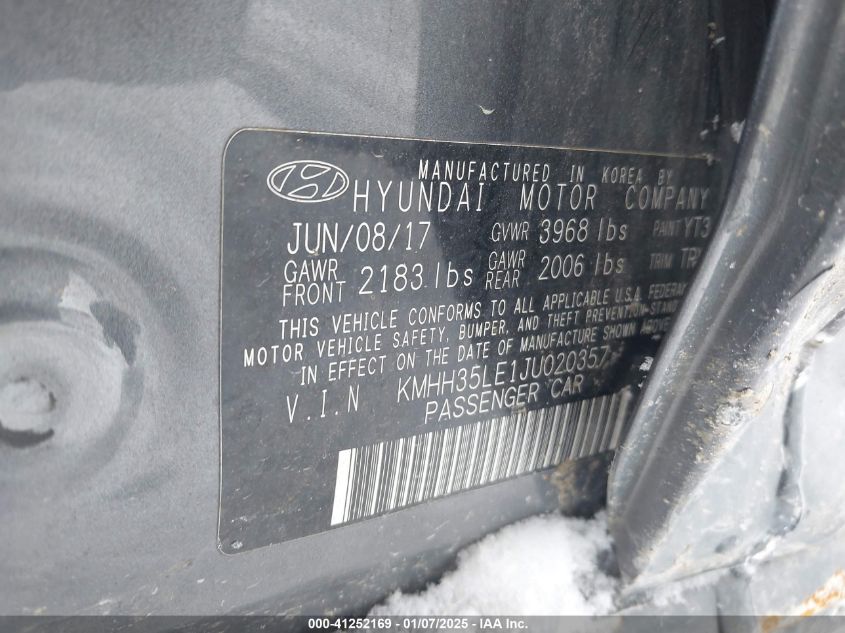 MANUFACTURED IN KOREA BY
HYUNDAI MOTOR COMPANY
JUN/08/17 GVWR 3968 lbs PAINT YT3
GAWR FRONT 2183 lbs GAWR REAR 2006 lbs TRIM
THIS VEHICLE CONFORMS TO ALL APPLICABLE U.S.A. FEDERAL
MOTOR VEHICLE SAFETY, BUMPER, AND THEFT PREVENTION
IN EFFECT ON THE DATE OF MANUFACTURE SHOWN ABOVE
V.I.N KMHH35LE1JU020357
PASSENGER CAR
000-41252169 - 01/07/2025 - IAA Inc.